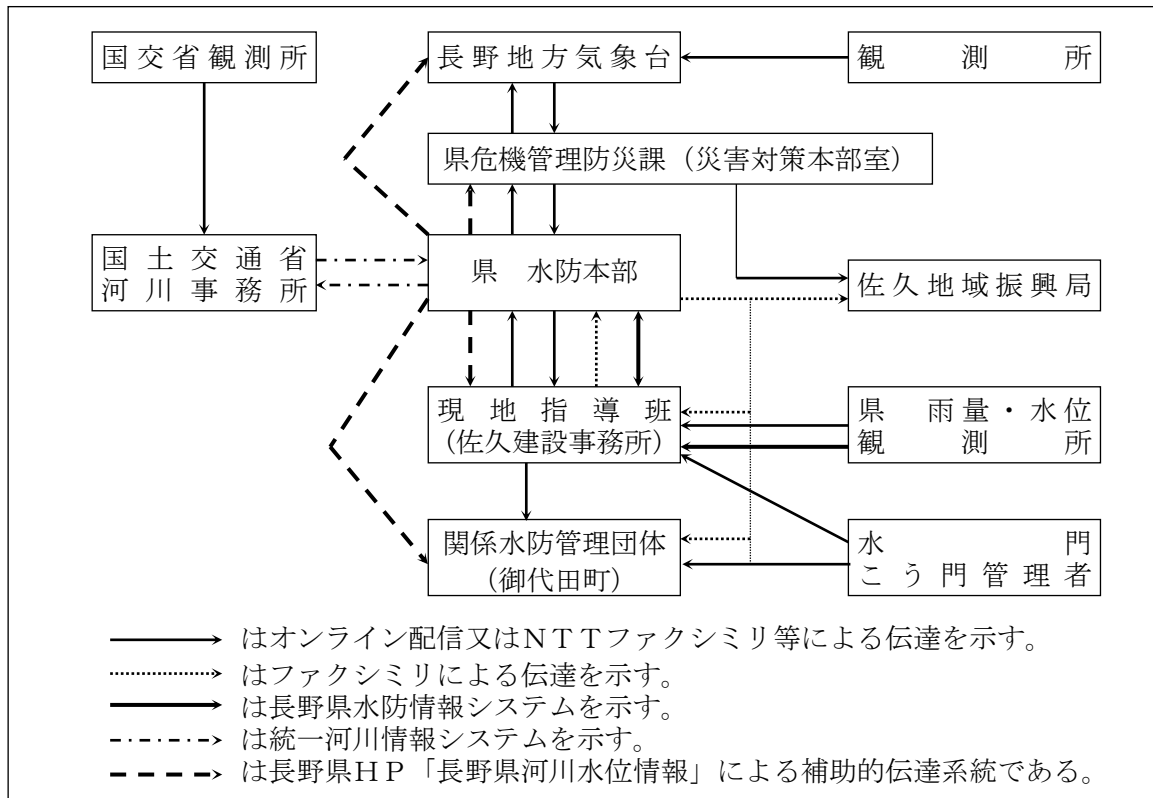 国交省観測所
長野地方気象台
観測所
県危機管理防災課(災害対策本部室)
国土交通省
河川事務所
県 水防本部
佐久地域振興局
現地指導班
(佐久建設事務所)
県 雨量・水位
観測所
関係水防管理団体
(御代田町)
水門
こう門管理者
はオンライン配信又はNTTファクシミリ等による伝達を示す。
はファクシミリによる伝達を示す。
は長野県水防情報システムを示す。
は統一河川情報システムを示す。
は長野県HP「長野県河川水位情報」による補助的伝達系統である。